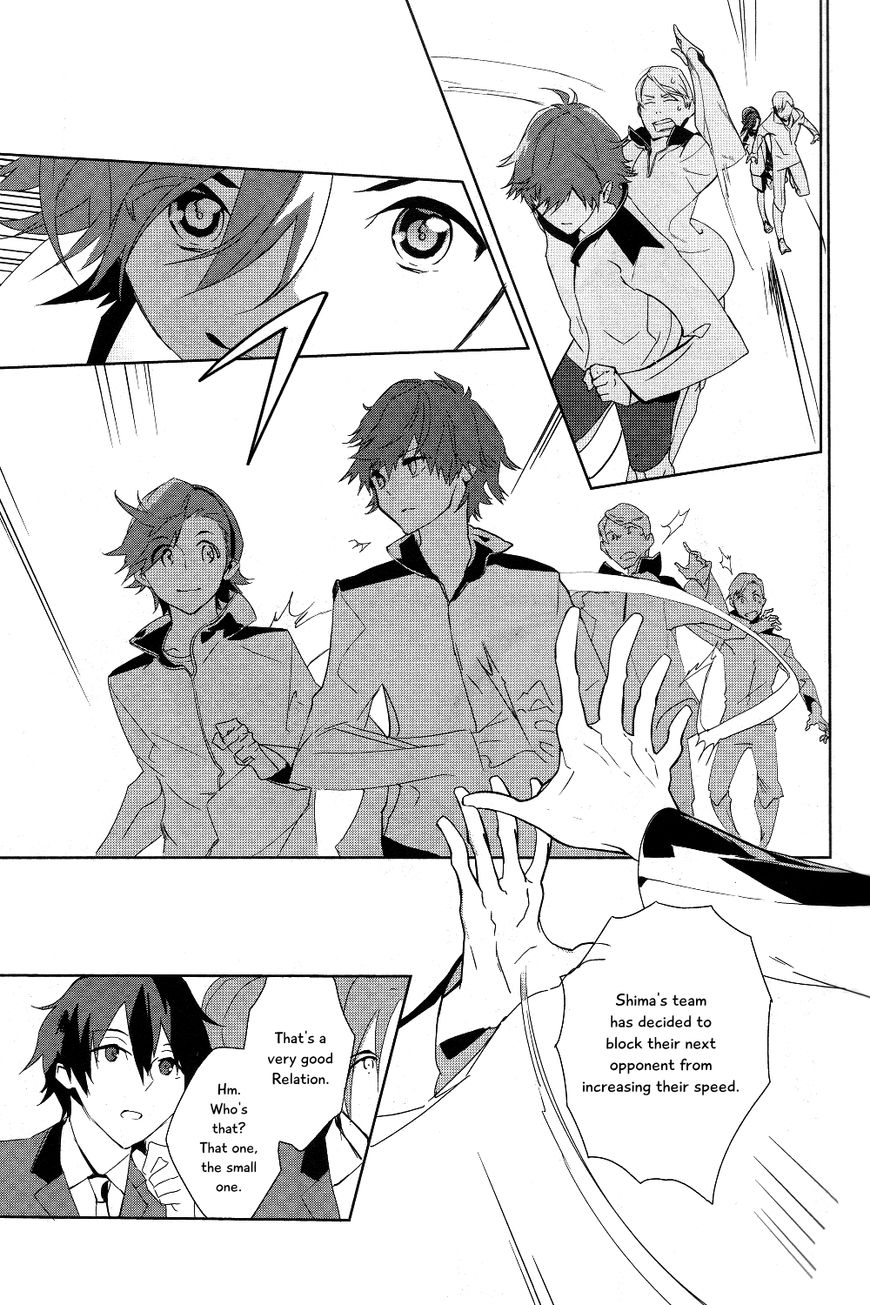 Shima's team
has decided to
block their next
opponent from
increasing their speed.
That's a
very good
Relation.
Hm.
Who's
that?
That one,
the small
one.